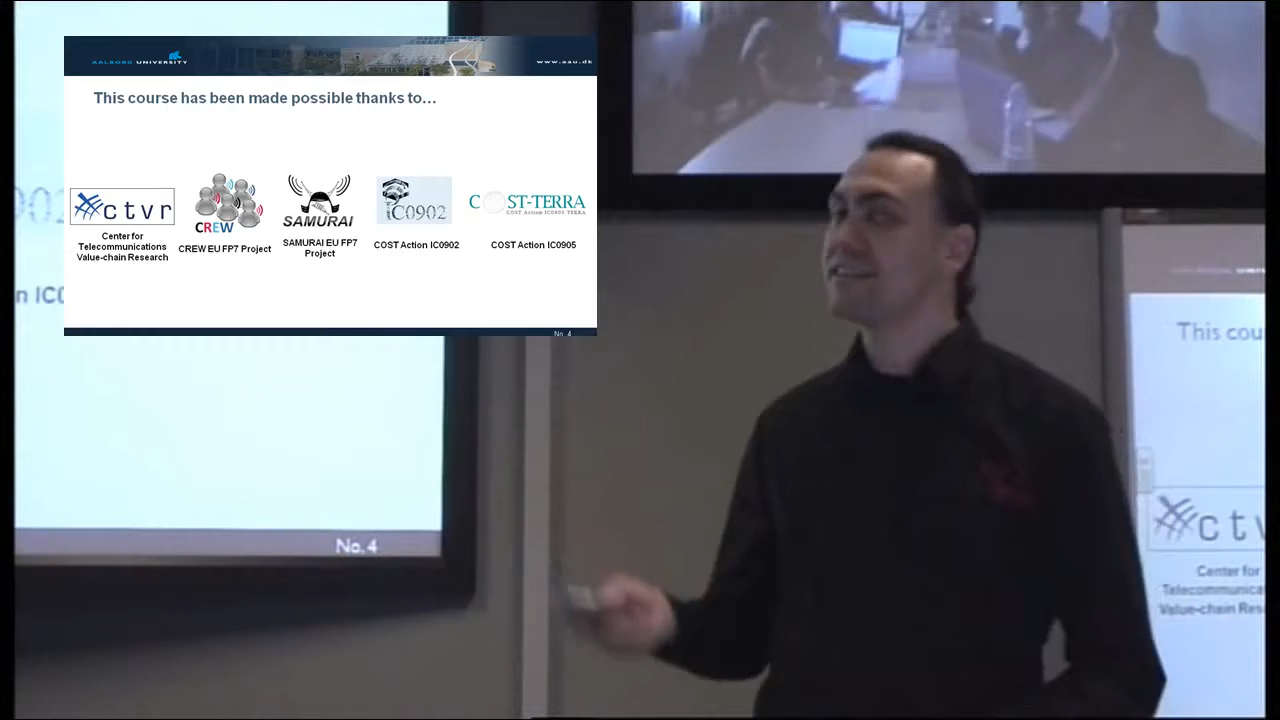 AALBORG UNIVERSITY
www.aau.dk
This course has been made possible thanks to...
ctvr
Center for
Telecommunications
Value-chain Research
CREW
CREW EU FP7 Project
SAMURAI
SAMURAI EU FP7
Project
IC0902
COST Action IC0902
COST-TERRA
COST Action IC0905 TERRA
COST Action IC0905
No. 4
902
n IC0
No. 4
This cou
ctv
Center for
Telecommunica
Value-chain Res